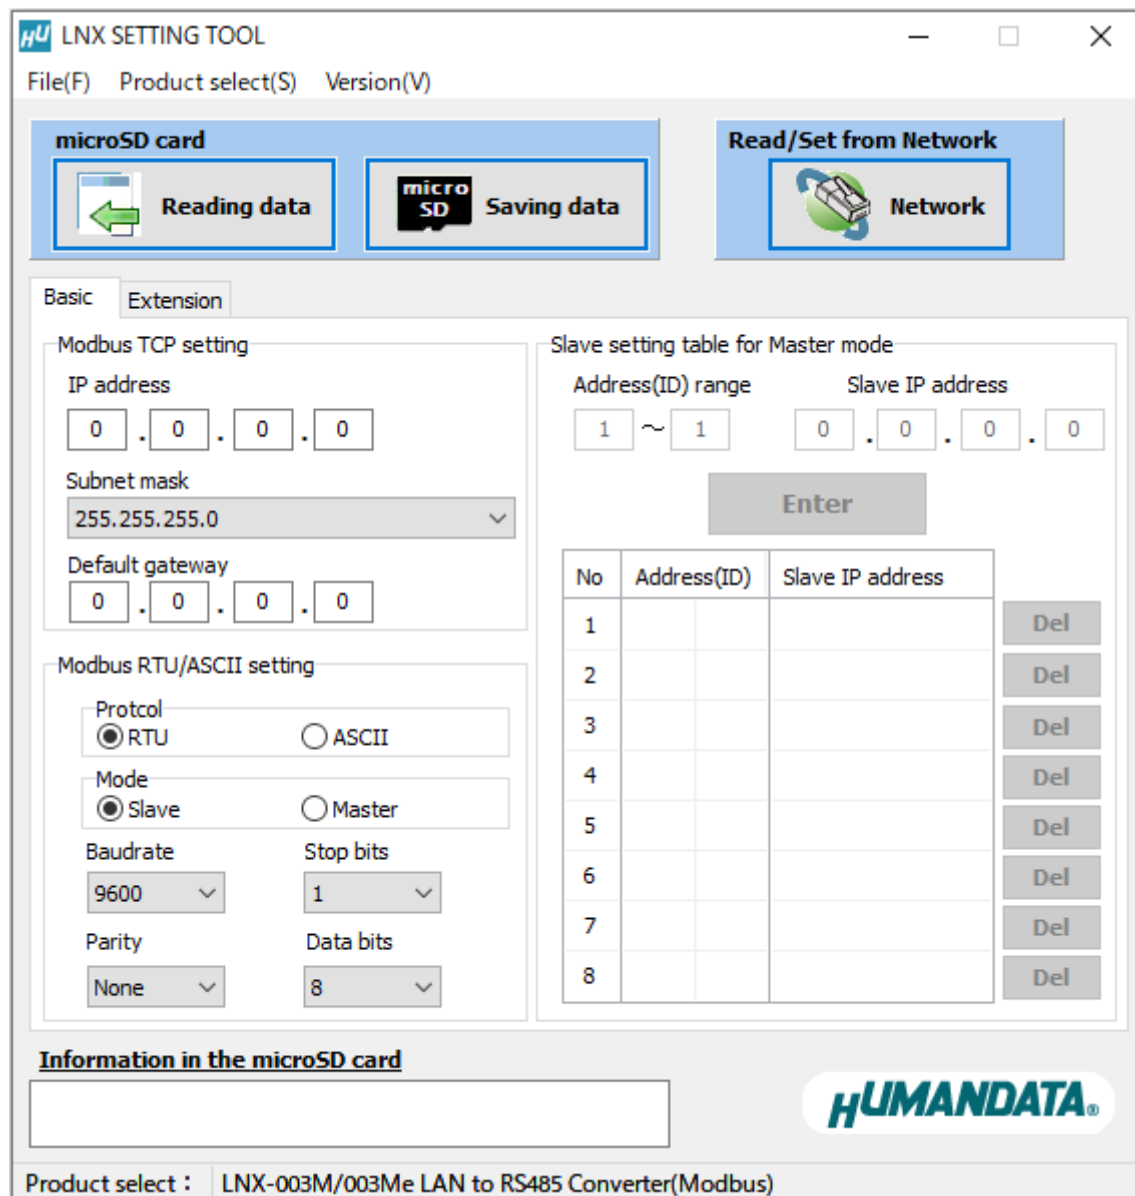 HU LNX SETTING TOOL
File(F) Product select(S) Version(V)
microSD card
Reading data
micro
SD
Saving data
Read/Set from Network
Network
Basic Extension
Modbus TCP setting
IP address
0 . 0 . 0 . 0
Subnet mask
255.255.255.0
Default gateway
0 . 0 . 0 . 0
Modbus RTU/ASCII setting
Protcol
RTU ASCII
Mode
Slave Master
Baudrate Stop bits
9600 1
Parity Data bits
None 8
Slave setting table for Master mode
Address(ID) range Slave IP address
1 ～ 1 0 . 0 . 0 . 0
Enter
No Address(ID) Slave IP address
1 Del
2 Del
3 Del
4 Del
5 Del
6 Del
7 Del
8 Del
Information in the microSD card
HUMANDATA®
Product select : LNX-003M/003Me LAN to RS485 Converter(Modbus)